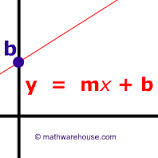 b
y = mx + b
© mathwarehouse.com